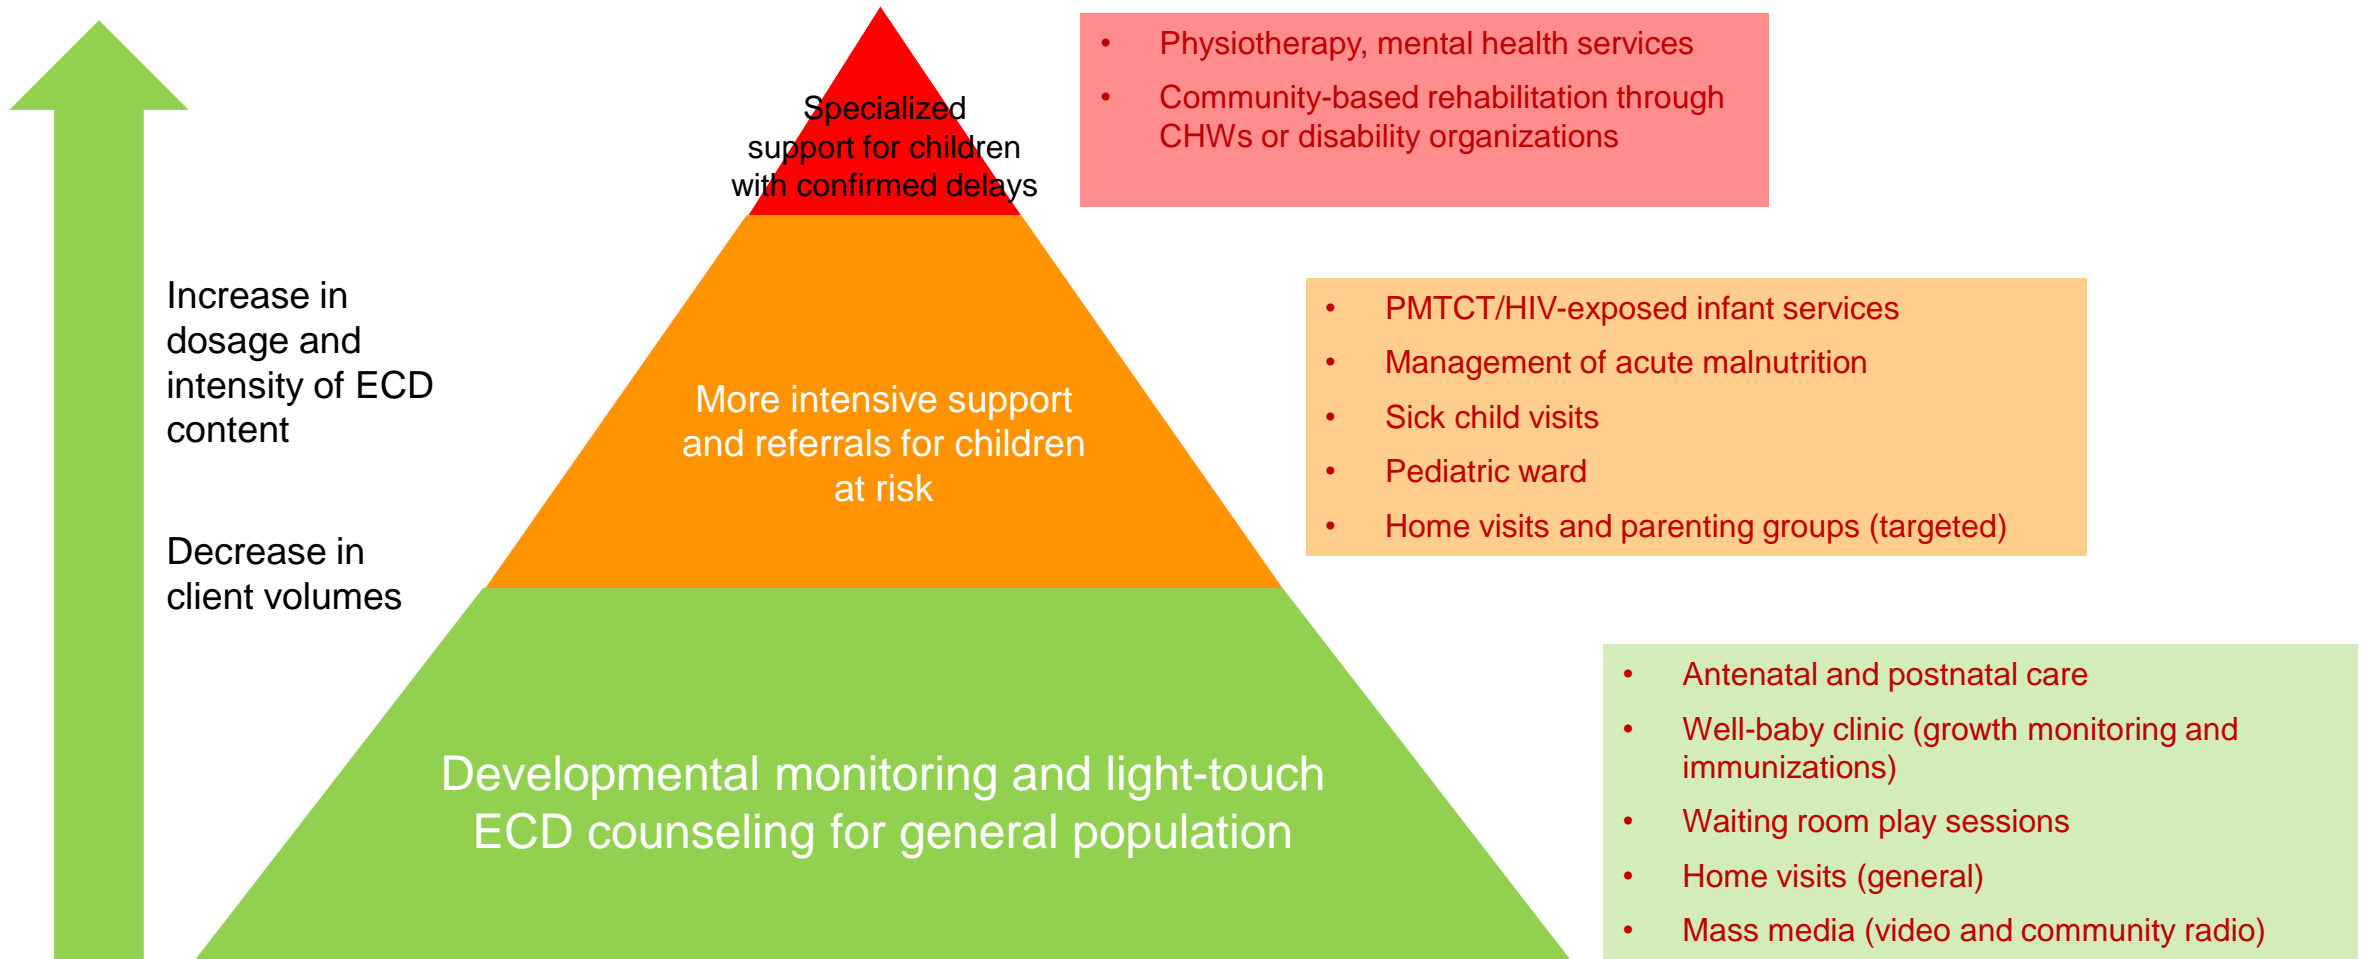 Specialized
support for children
with confirmed delays
• Physiotherapy, mental health services
• Community-based rehabilitation through
CHWs or disability organizations
Increase in
dosage and
intensity of ECD
content
Decrease in
client volumes
More intensive support
and referrals for children
at risk
• PMTCT/HIV-exposed infant services
• Management of acute malnutrition
• Sick child visits
• Pediatric ward
• Home visits and parenting groups (targeted)
Developmental monitoring and light-touch
ECD counseling for general population
• Antenatal and postnatal care
• Well-baby clinic (growth monitoring and
immunizations)
• Waiting room play sessions
• Home visits (general)
• Mass media (video and community radio)